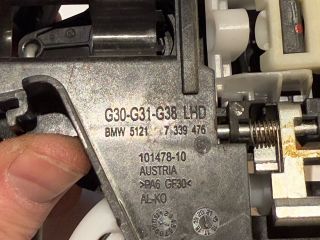 G30-G31-G38 LHD
BMW 5121 7 339 476
101478-10
AUSTRIA
>PA6 GF30<
AL-KO